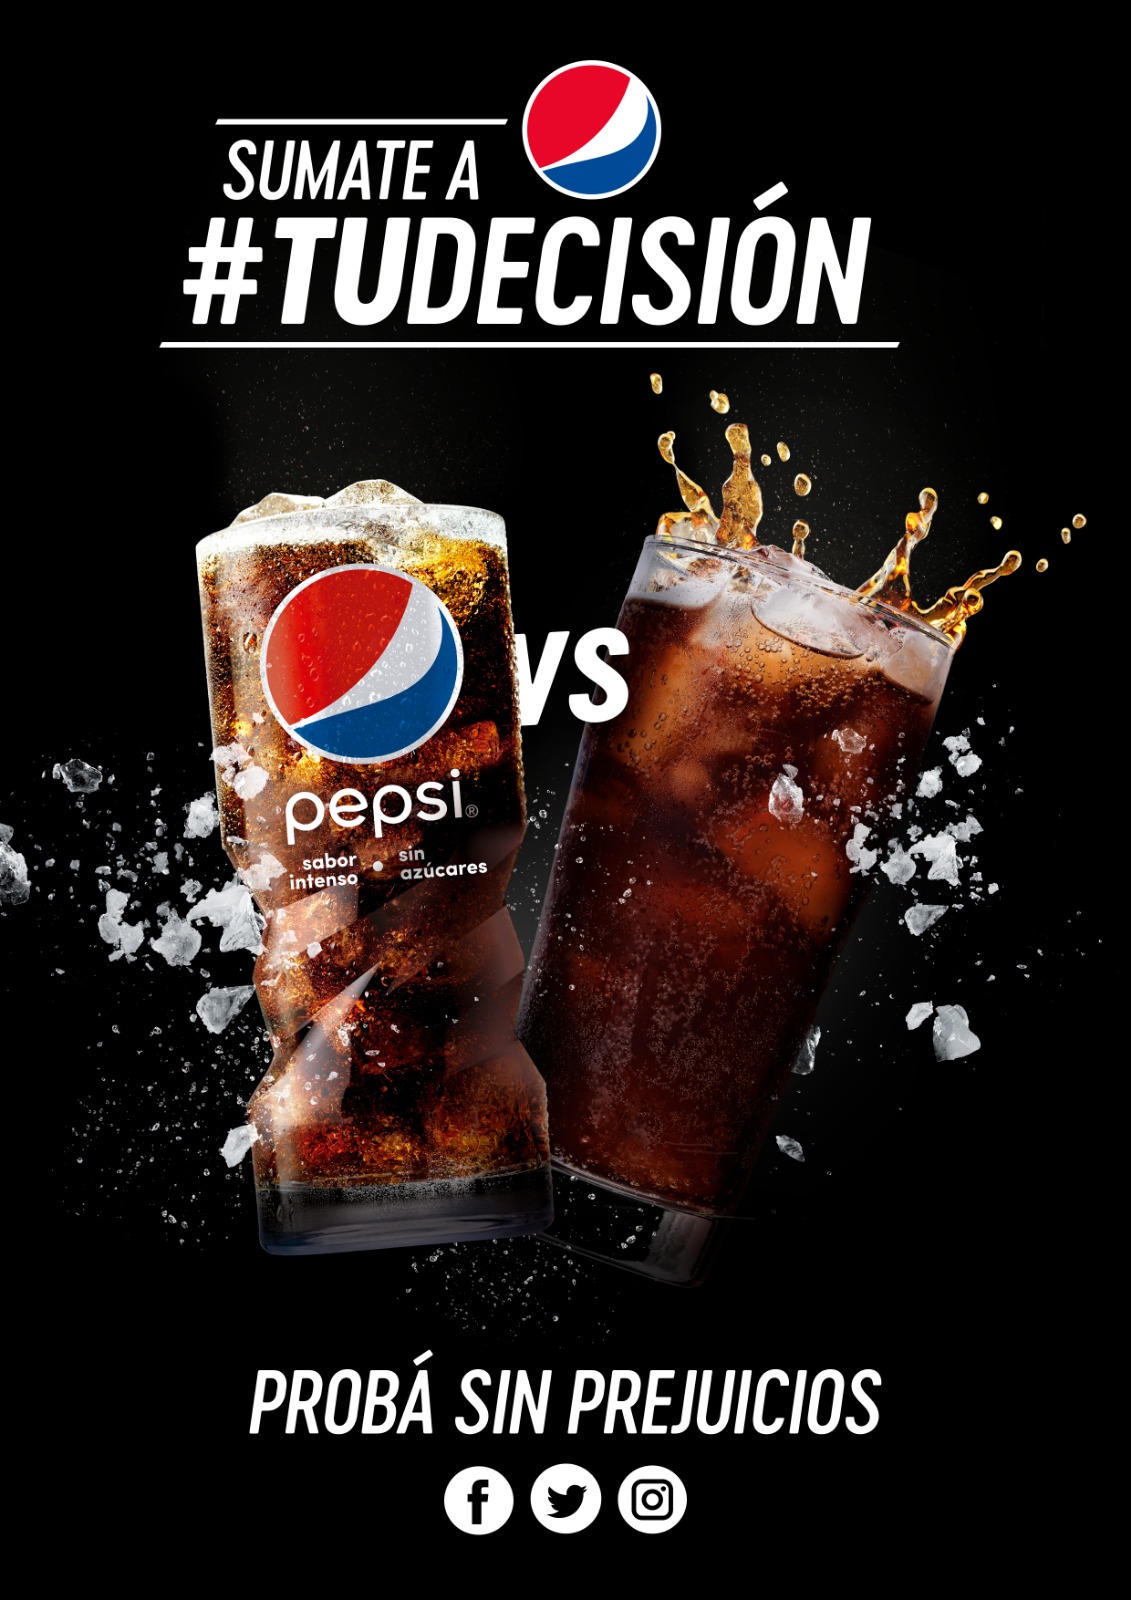 SUMATE A
#TUDECISIÓN
VS
pepsi®
sabor intenso • sin azúcares
PROBÁ SIN PREJUICIOS